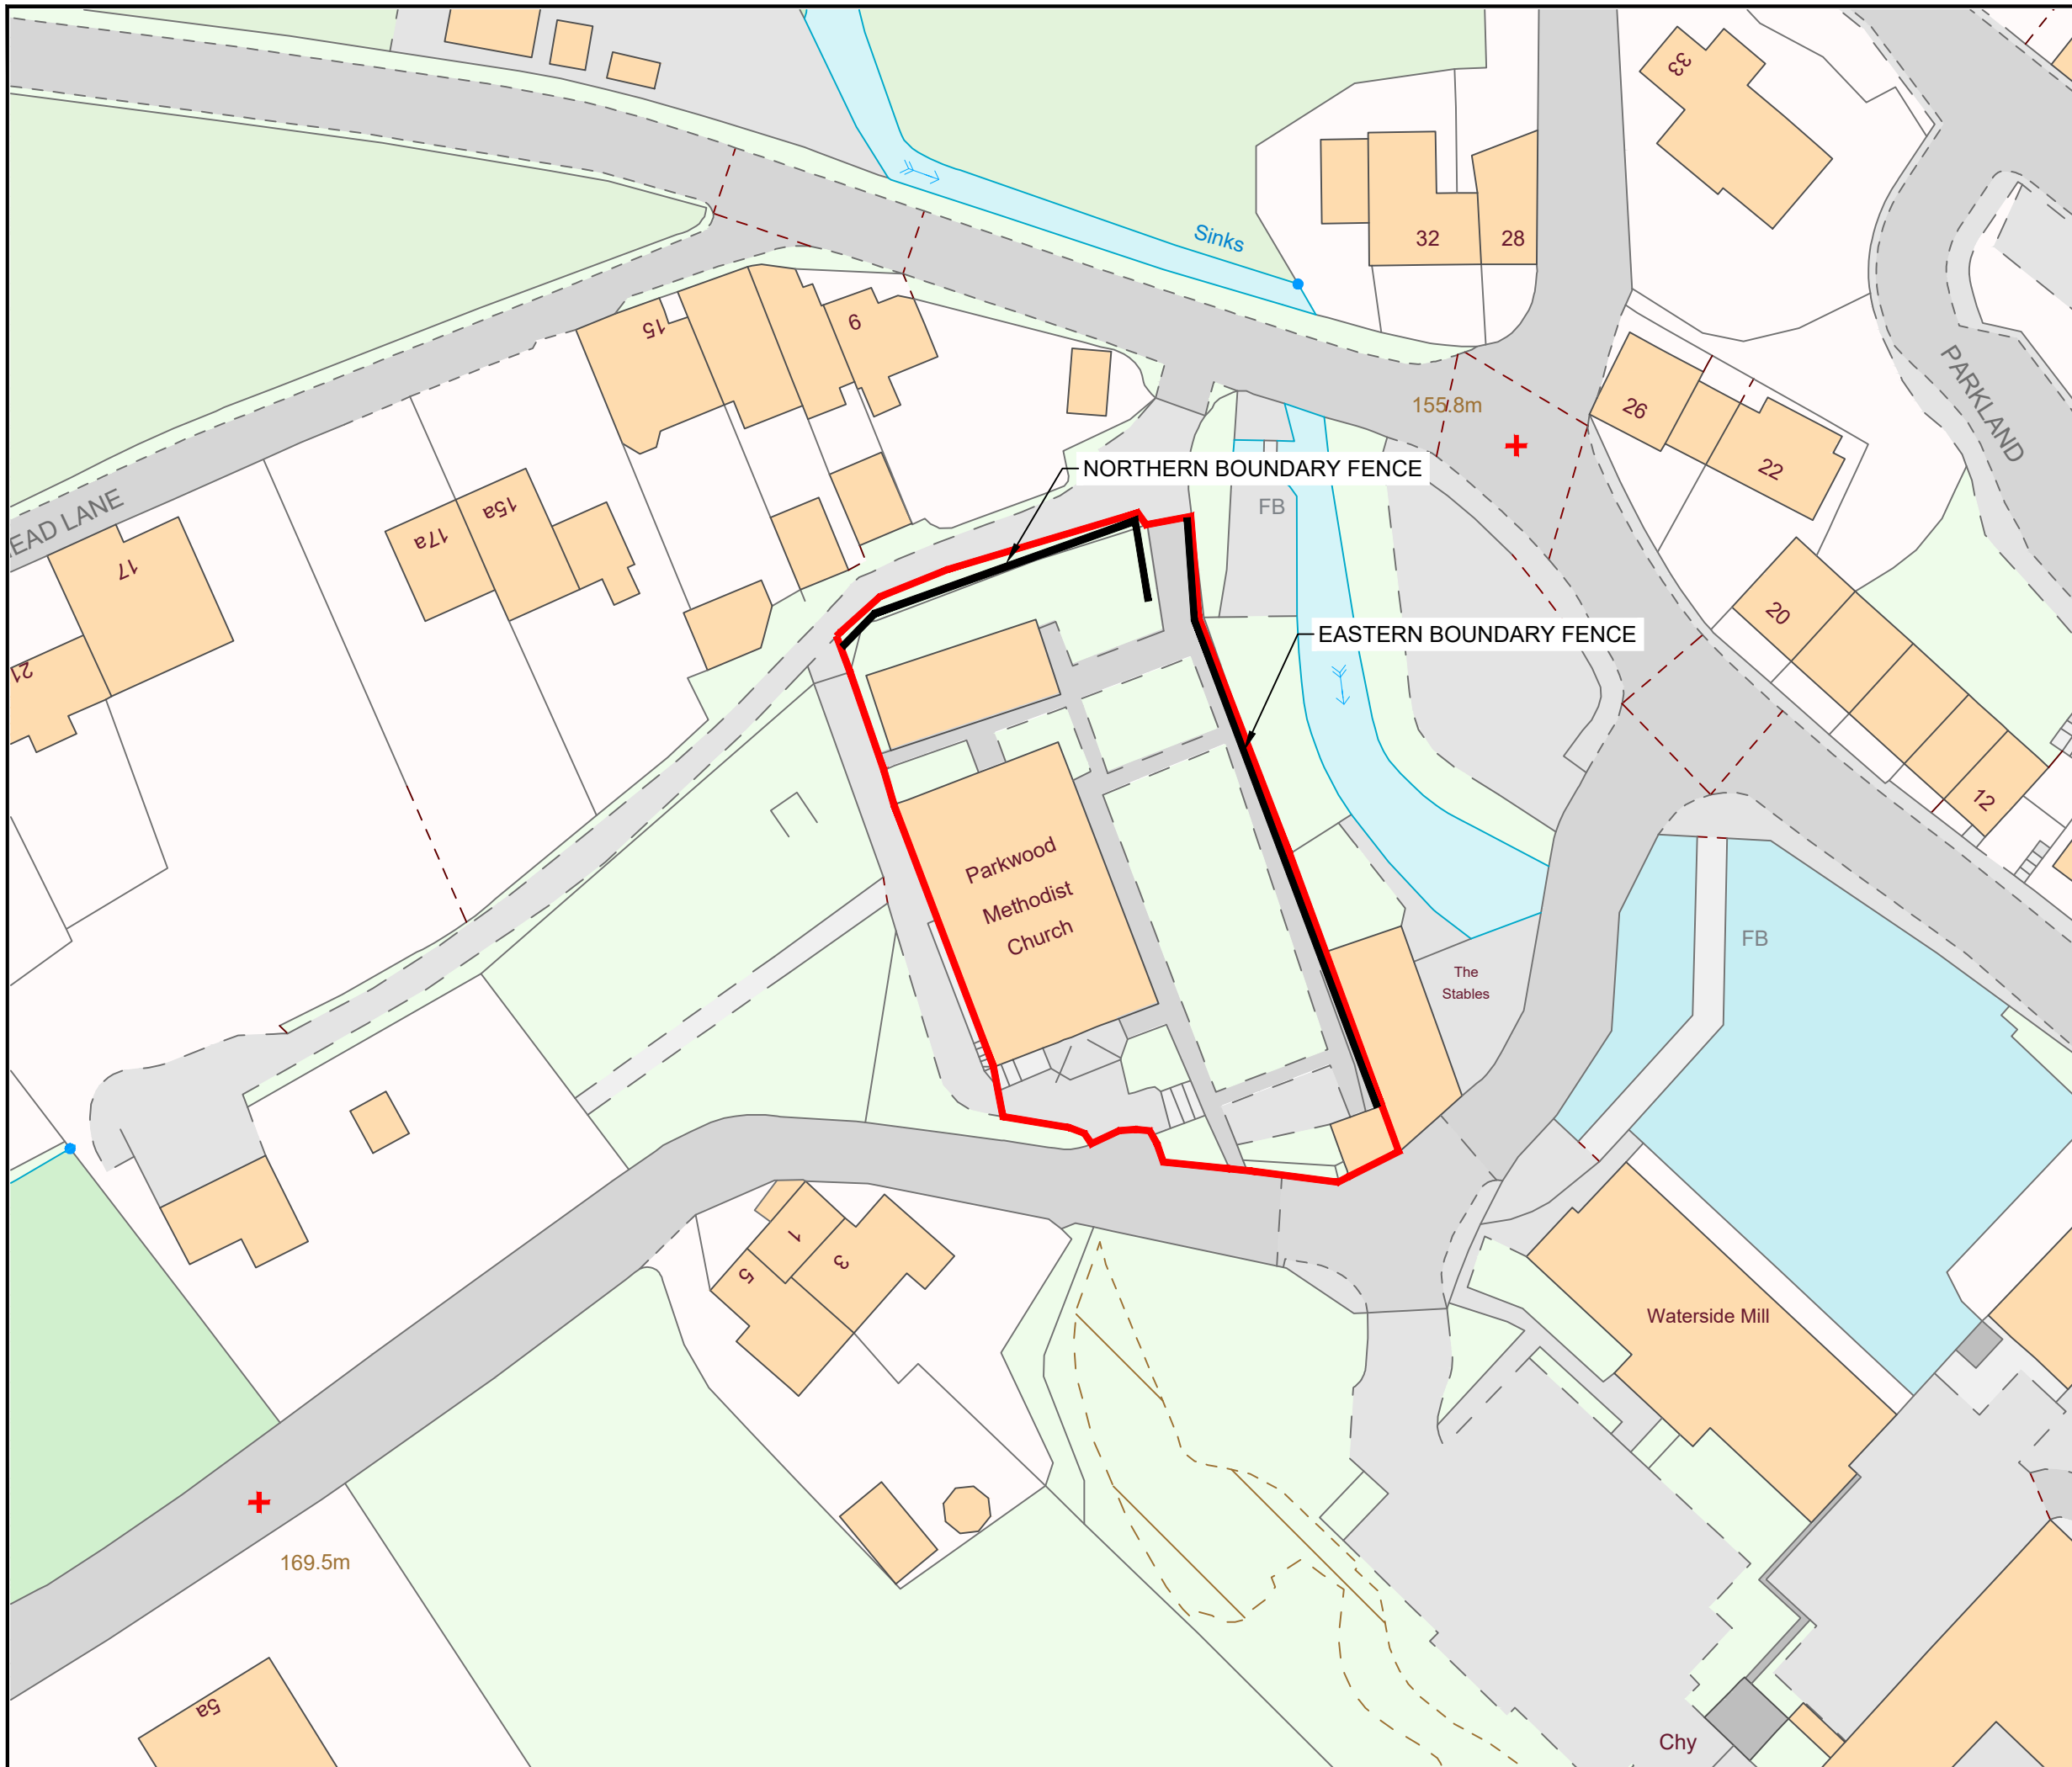 33
Sinks
32
28
15
9
PARKLAND
155.8m
26
22
NORTHERN BOUNDARY FENCE
FB
EAD LANE
15a
17a
17
20
EASTERN BOUNDARY FENCE
21
12
Parkwood
Methodist
Church
FB
The
Stables
1
3
5
Waterside Mill
169.5m
5a
Chy